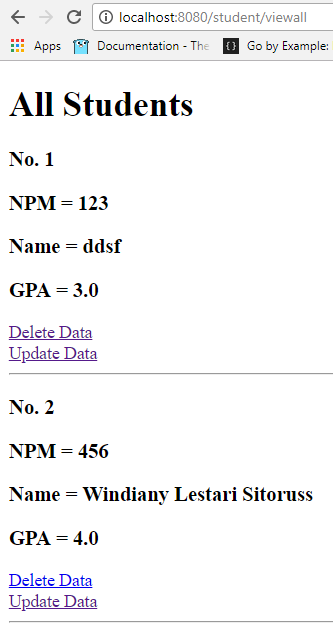 localhost:8080/student/viewall
Apps Documentation - The Go by Example:
All Students
No. 1
NPM = 123
Name = ddsf
GPA = 3.0
Delete Data
Update Data
No. 2
NPM = 456
Name = Windiany Lestari Sitoruss
GPA = 4.0
Delete Data
Update Data